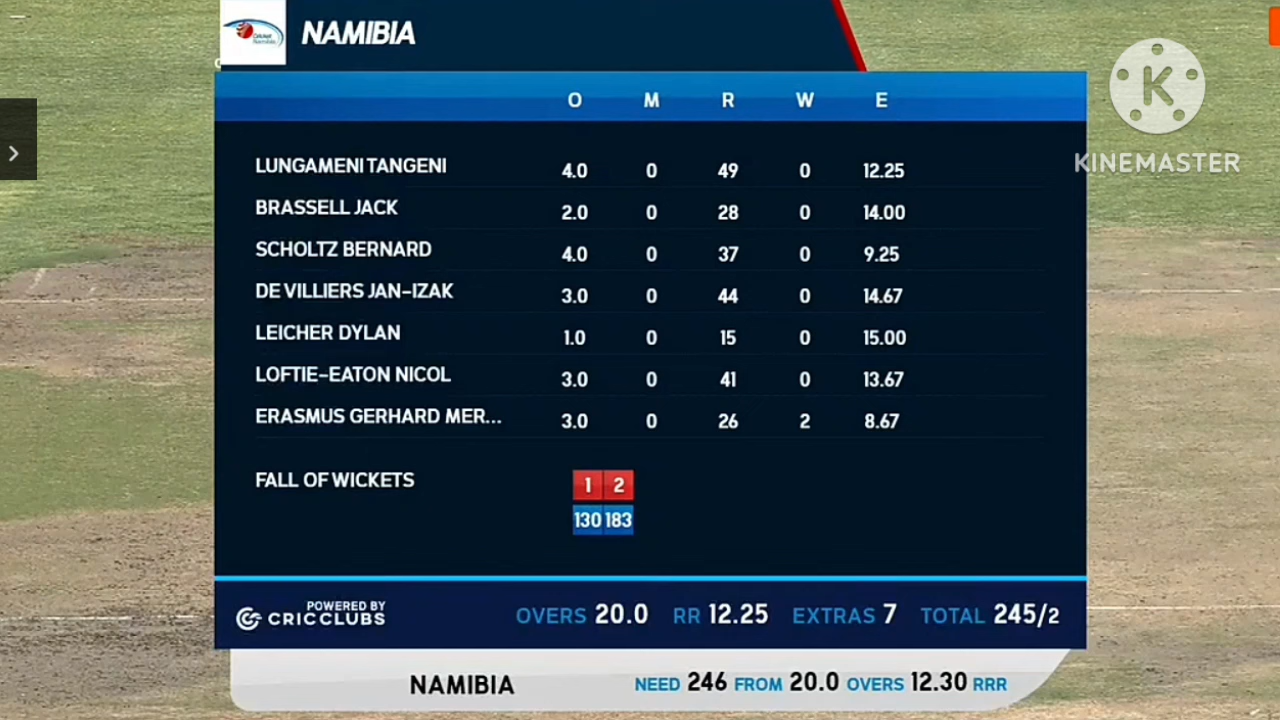 NAMIBIA
O M R W E
LUNGAMENI TANGENI 4.0 0 49 0 12.25
BRASSELL JACK 2.0 0 28 0 14.00
SCHOLTZ BERNARD 4.0 0 37 0 9.25
DE VILLIERS JAN-IZAK 3.0 0 44 0 14.67
LEICHER DYLAN 1.0 0 15 0 15.00
LOFTIE-EATON NICOL 3.0 0 41 0 13.67
ERASMUS GERHARD MER... 3.0 0 26 2 8.67
FALL OF WICKETS 1 2
130 183
POWERED BY
CRICCLUBS
OVERS 20.0 RR 12.25 EXTRAS 7 TOTAL 245/2
NAMIBIA NEED 246 FROM 20.0 OVERS 12.30 RRR
K
KINEMASTER
Cricket
Namibia